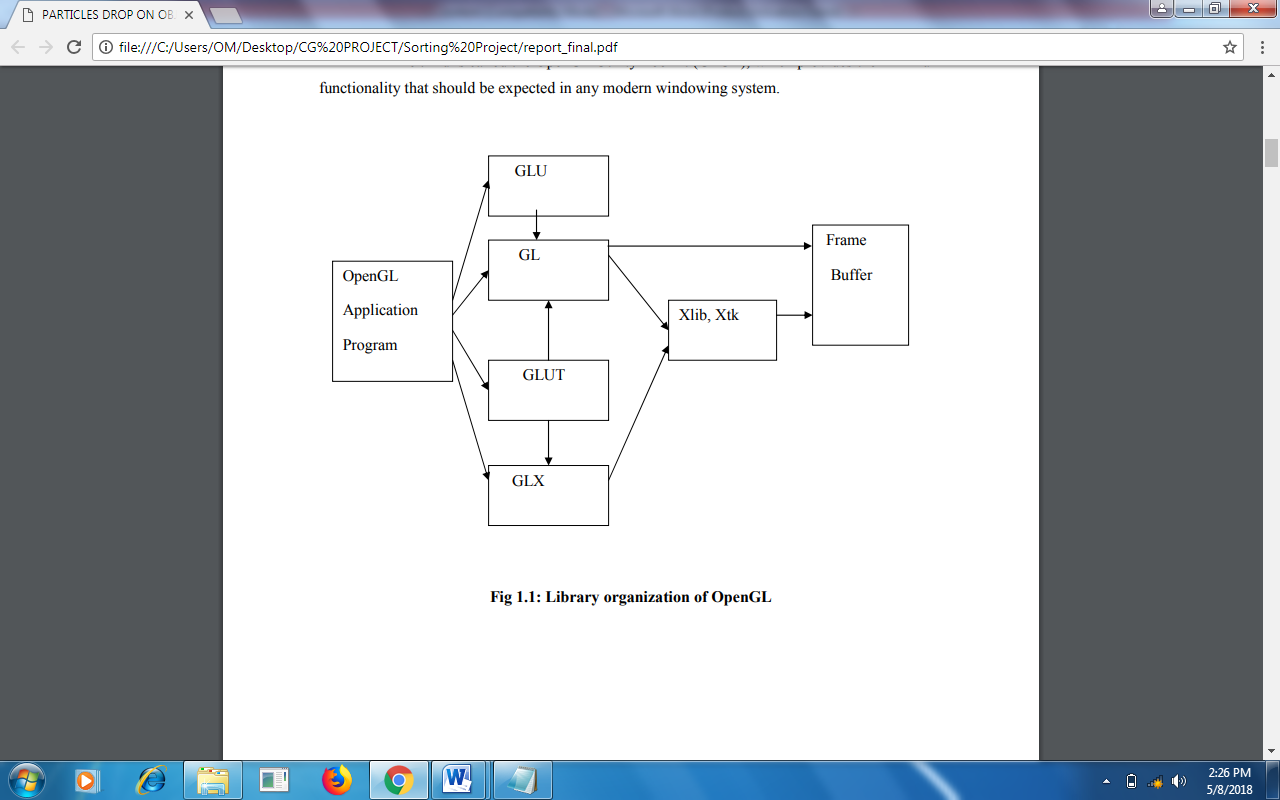 PARTICLES DROP ON OB
file:///C:/Users/OM/Desktop/CG%20PROJECT/Sorting%20Project/report_final.pdf
functionality that should be expected in any modern windowing system.
GLU
GL
Frame
Buffer
OpenGL
Application
Program
Xlib, Xtk
GLUT
GLX
Fig 1.1: Library organization of OpenGL
2:26 PM
5/8/2018